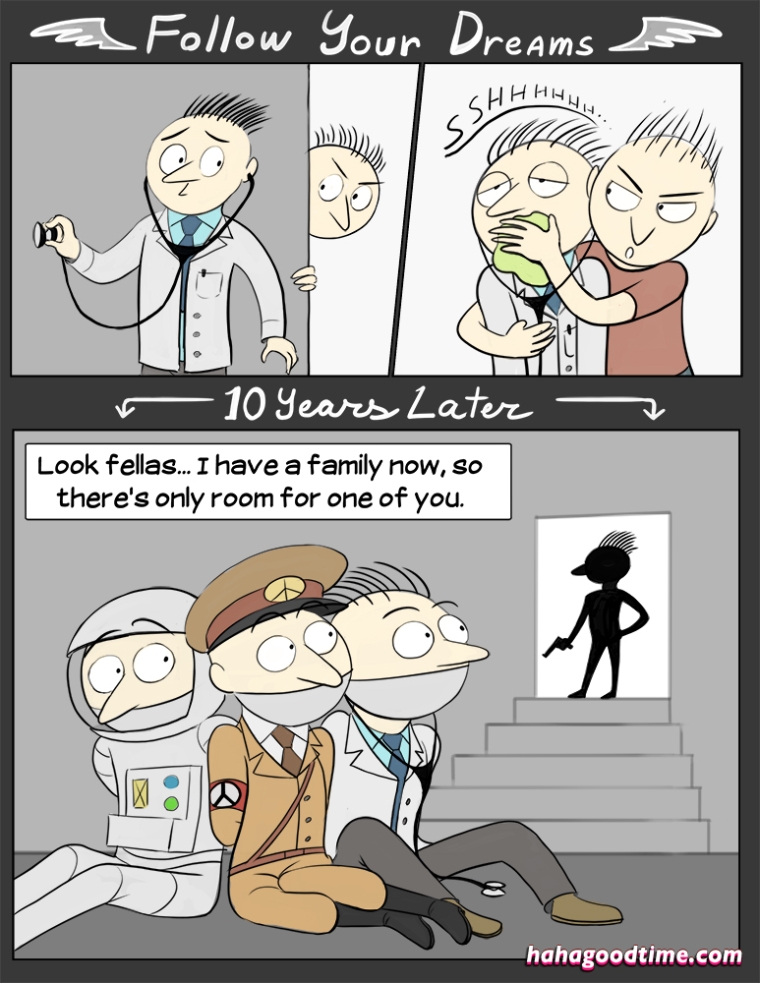 Follow Your Dreams
SSHHHHHH...
10 Years Later
Look fellas... I have a family now, so
there's only room for one of you.
hahagoodtime.com